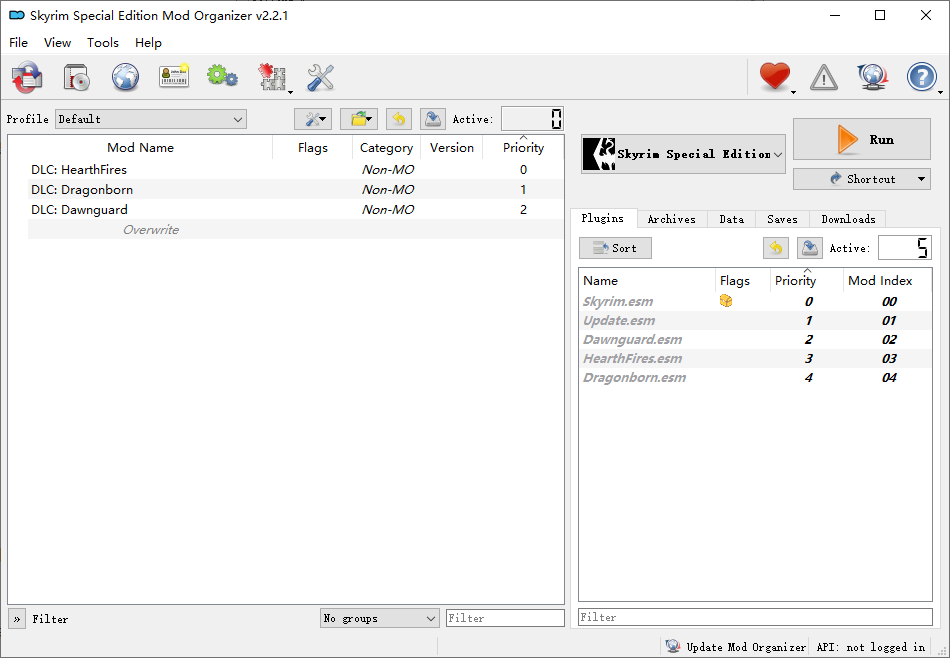 Skyrim Special Edition Mod Organizer v2.2.1
File View Tools Help
Profile Default Active: 0
Mod Name Flags Category Version Priority
DLC: HearthFires Non-MO 0
DLC: Dragonborn Non-MO 1
DLC: Dawnguard Non-MO 2
Overwrite
» Filter No groups Filter
Skyrim Special Edition Run
Shortcut
Plugins Archives Data Saves Downloads
Sort Active: 5
Name Flags Priority Mod Index
Skyrim.esm 0 00
Update.esm 1 01
Dawnguard.esm 2 02
HearthFires.esm 3 03
Dragonborn.esm 4 04
Filter
Update Mod Organizer API: not logged in